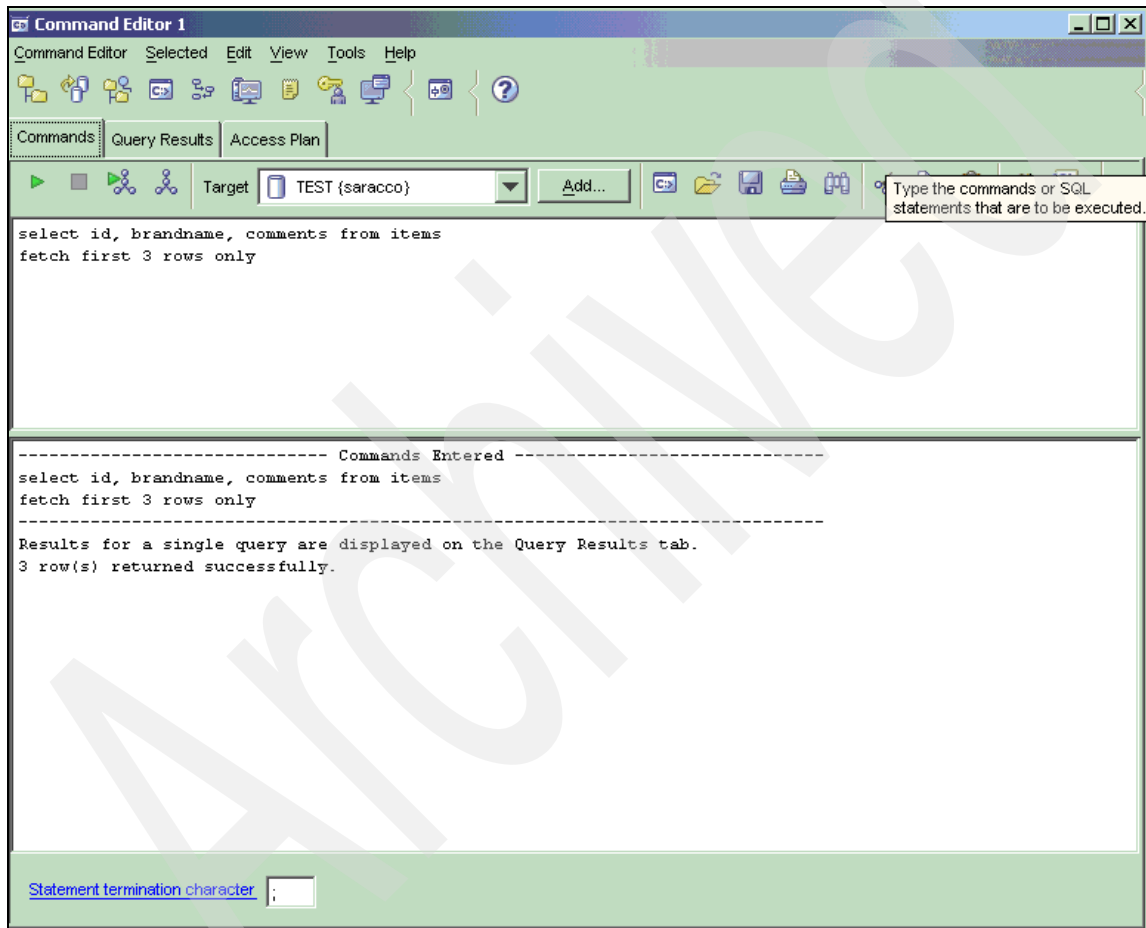 Command Editor 1
Command Editor Selected Edit View Tools Help
Commands Query Results Access Plan
Target TEST {saracco} Add...
Type the commands or SQL
statements that are to be executed.
select id, brandname, comments from items
fetch first 3 rows only
------------------------------ Commands Entered ------------------------------
select id, brandname, comments from items
fetch first 3 rows only
------------------------------------------------------------------------------
Results for a single query are displayed on the Query Results tab.
3 row(s) returned successfully.
Statement termination character ;
Archived